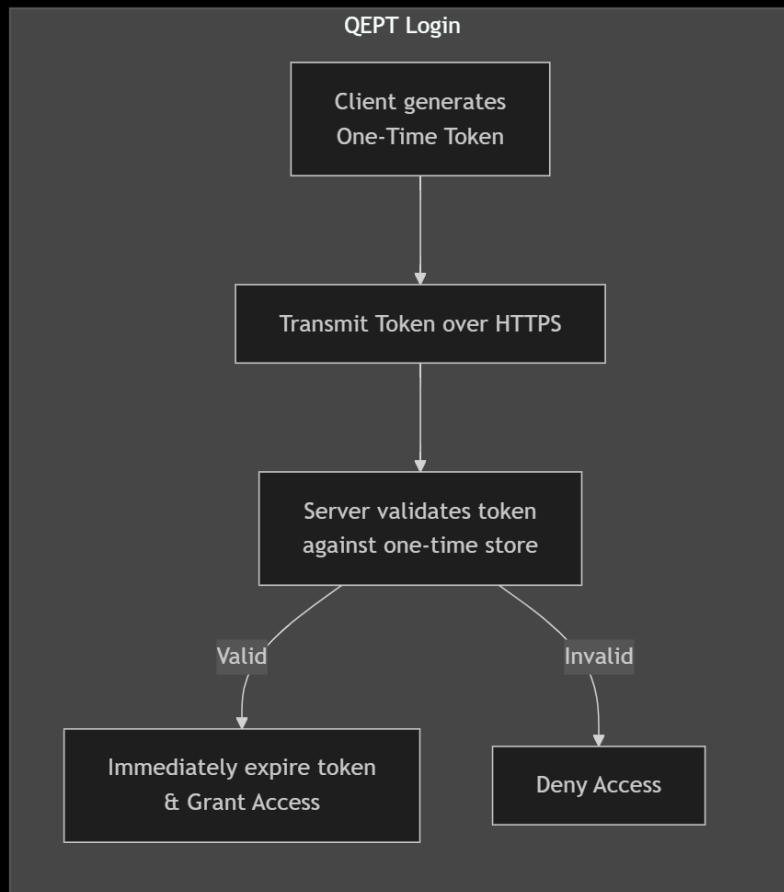 QEPT Login
Client generates
One-Time Token
Transmit Token over HTTPS
Server validates token
against one-time store
Valid
Invalid
Immediately expire token
& Grant Access
Deny Access